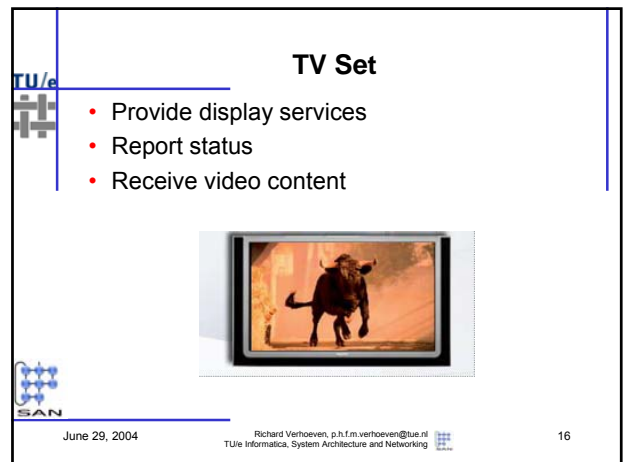 TV Set
TU/e
• Provide display services
• Report status
• Receive video content
SAN
June 29, 2004
Richard Verhoeven, p.h.f.m.verhoeven@tue.nl
TU/e Informatica, System Architecture and Networking
16